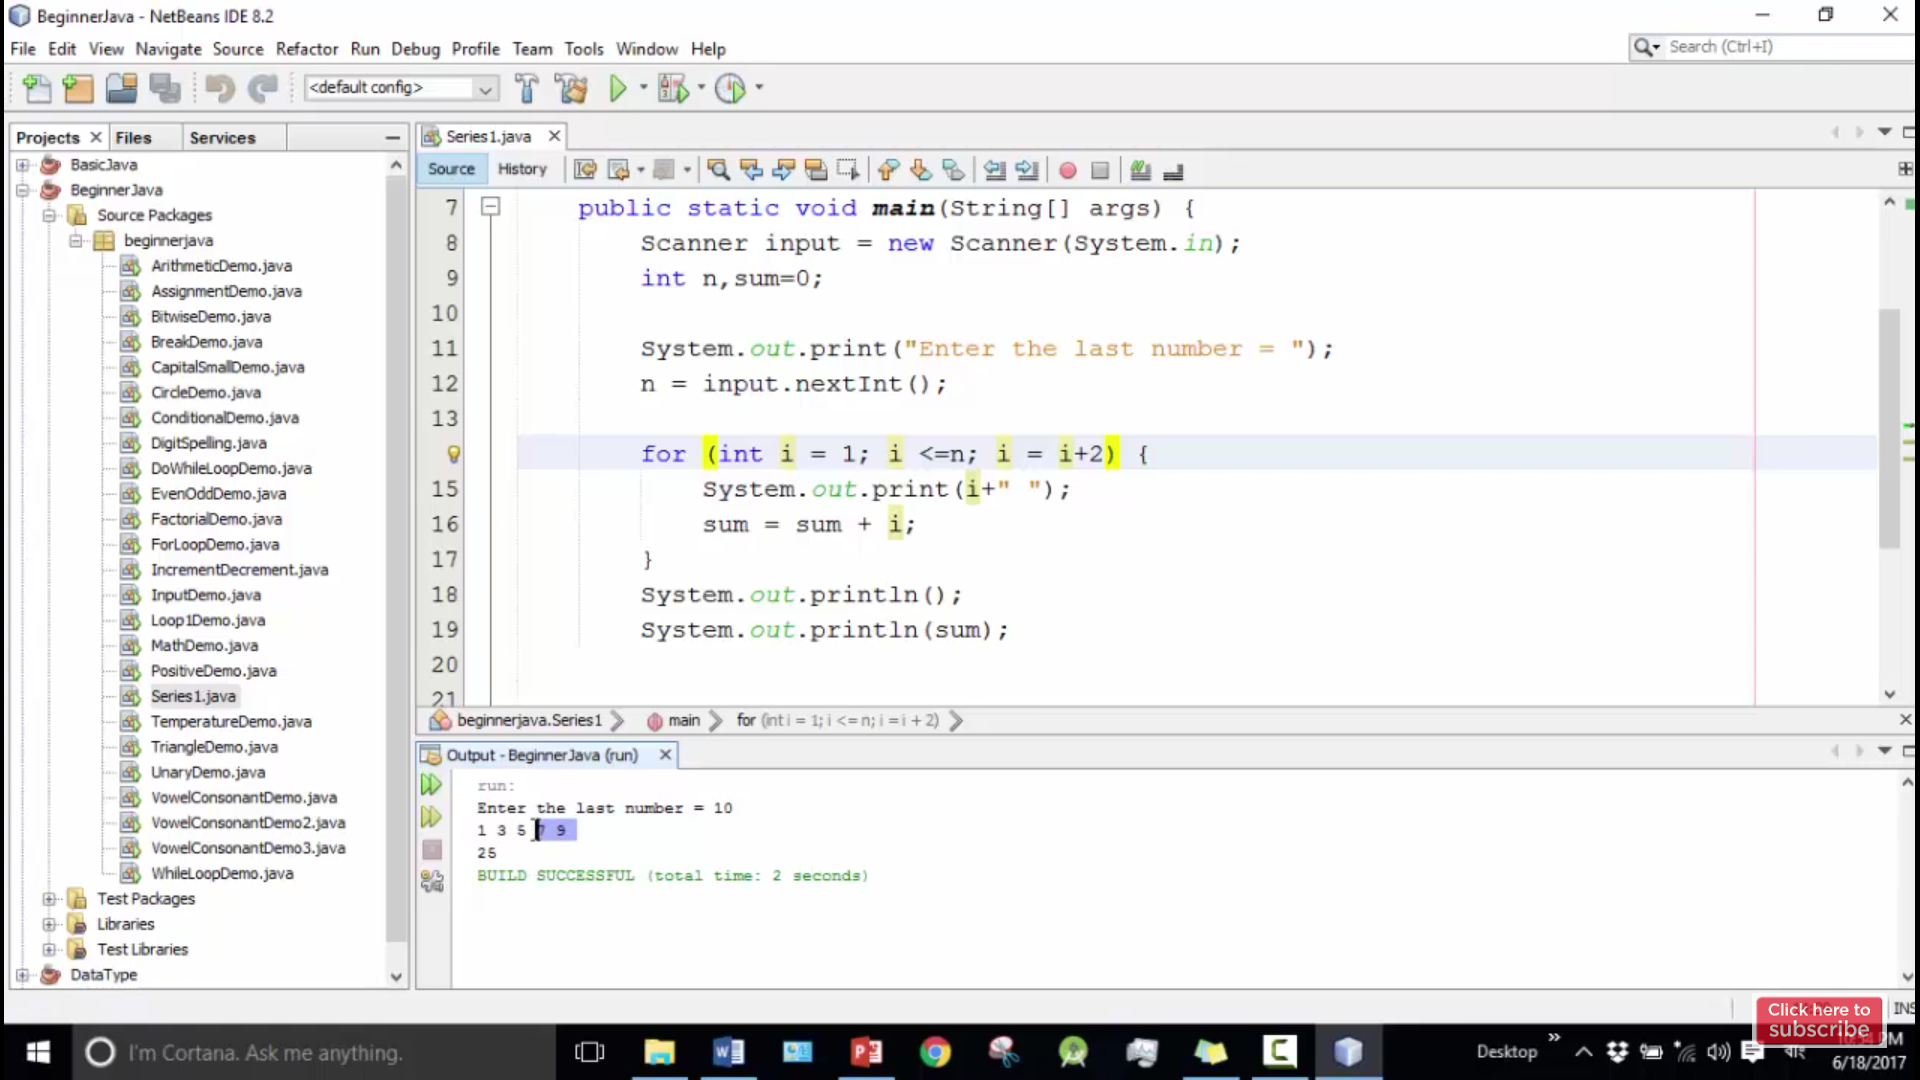 BeginnerJava - NetBeans IDE 8.2
File Edit View Navigate Source Refactor Run Debug Profile Team Tools Window Help
Search (Ctrl+I)
<default config>
Projects Files Services
BasicJava
BeginnerJava
Source Packages
beginnerjava
ArithmeticDemo.java
AssignmentDemo.java
BitwiseDemo.java
BreakDemo.java
CapitalSmallDemo.java
CircleDemo.java
ConditionalDemo.java
DigitSpelling.java
DoWhileLoopDemo.java
EvenOddDemo.java
FactorialDemo.java
ForLoopDemo.java
IncrementDecrement.java
InputDemo.java
Loop1Demo.java
MathDemo.java
PositiveDemo.java
Series1.java
TemperatureDemo.java
TriangleDemo.java
UnaryDemo.java
VowelConsonantDemo.java
VowelConsonantDemo2.java
VowelConsonantDemo3.java
WhileLoopDemo.java
Test Packages
Libraries
Test Libraries
DataType
Series1.java
Source History
7 public static void main(String[] args) {
8 Scanner input = new Scanner(System.in);
9 int n,sum=0;
10
11 System.out.print("Enter the last number = ");
12 n = input.nextInt();
13
for (int i = 1; i <=n; i = i+2) {
15 System.out.print(i+" ");
16 sum = sum + i;
17 }
18 System.out.println();
19 System.out.println(sum);
20
21
beginnerjava.Series1 main for (int i = 1; i <= n; i = i + 2)
Output - BeginnerJava (run)
run:
Enter the last number = 10
1 3 5 7 9
25
BUILD SUCCESSFUL (total time: 2 seconds)
INS
Click here to
subscribe
I'm Cortana. Ask me anything.
Desktop
বাং
PM
6/18/2017